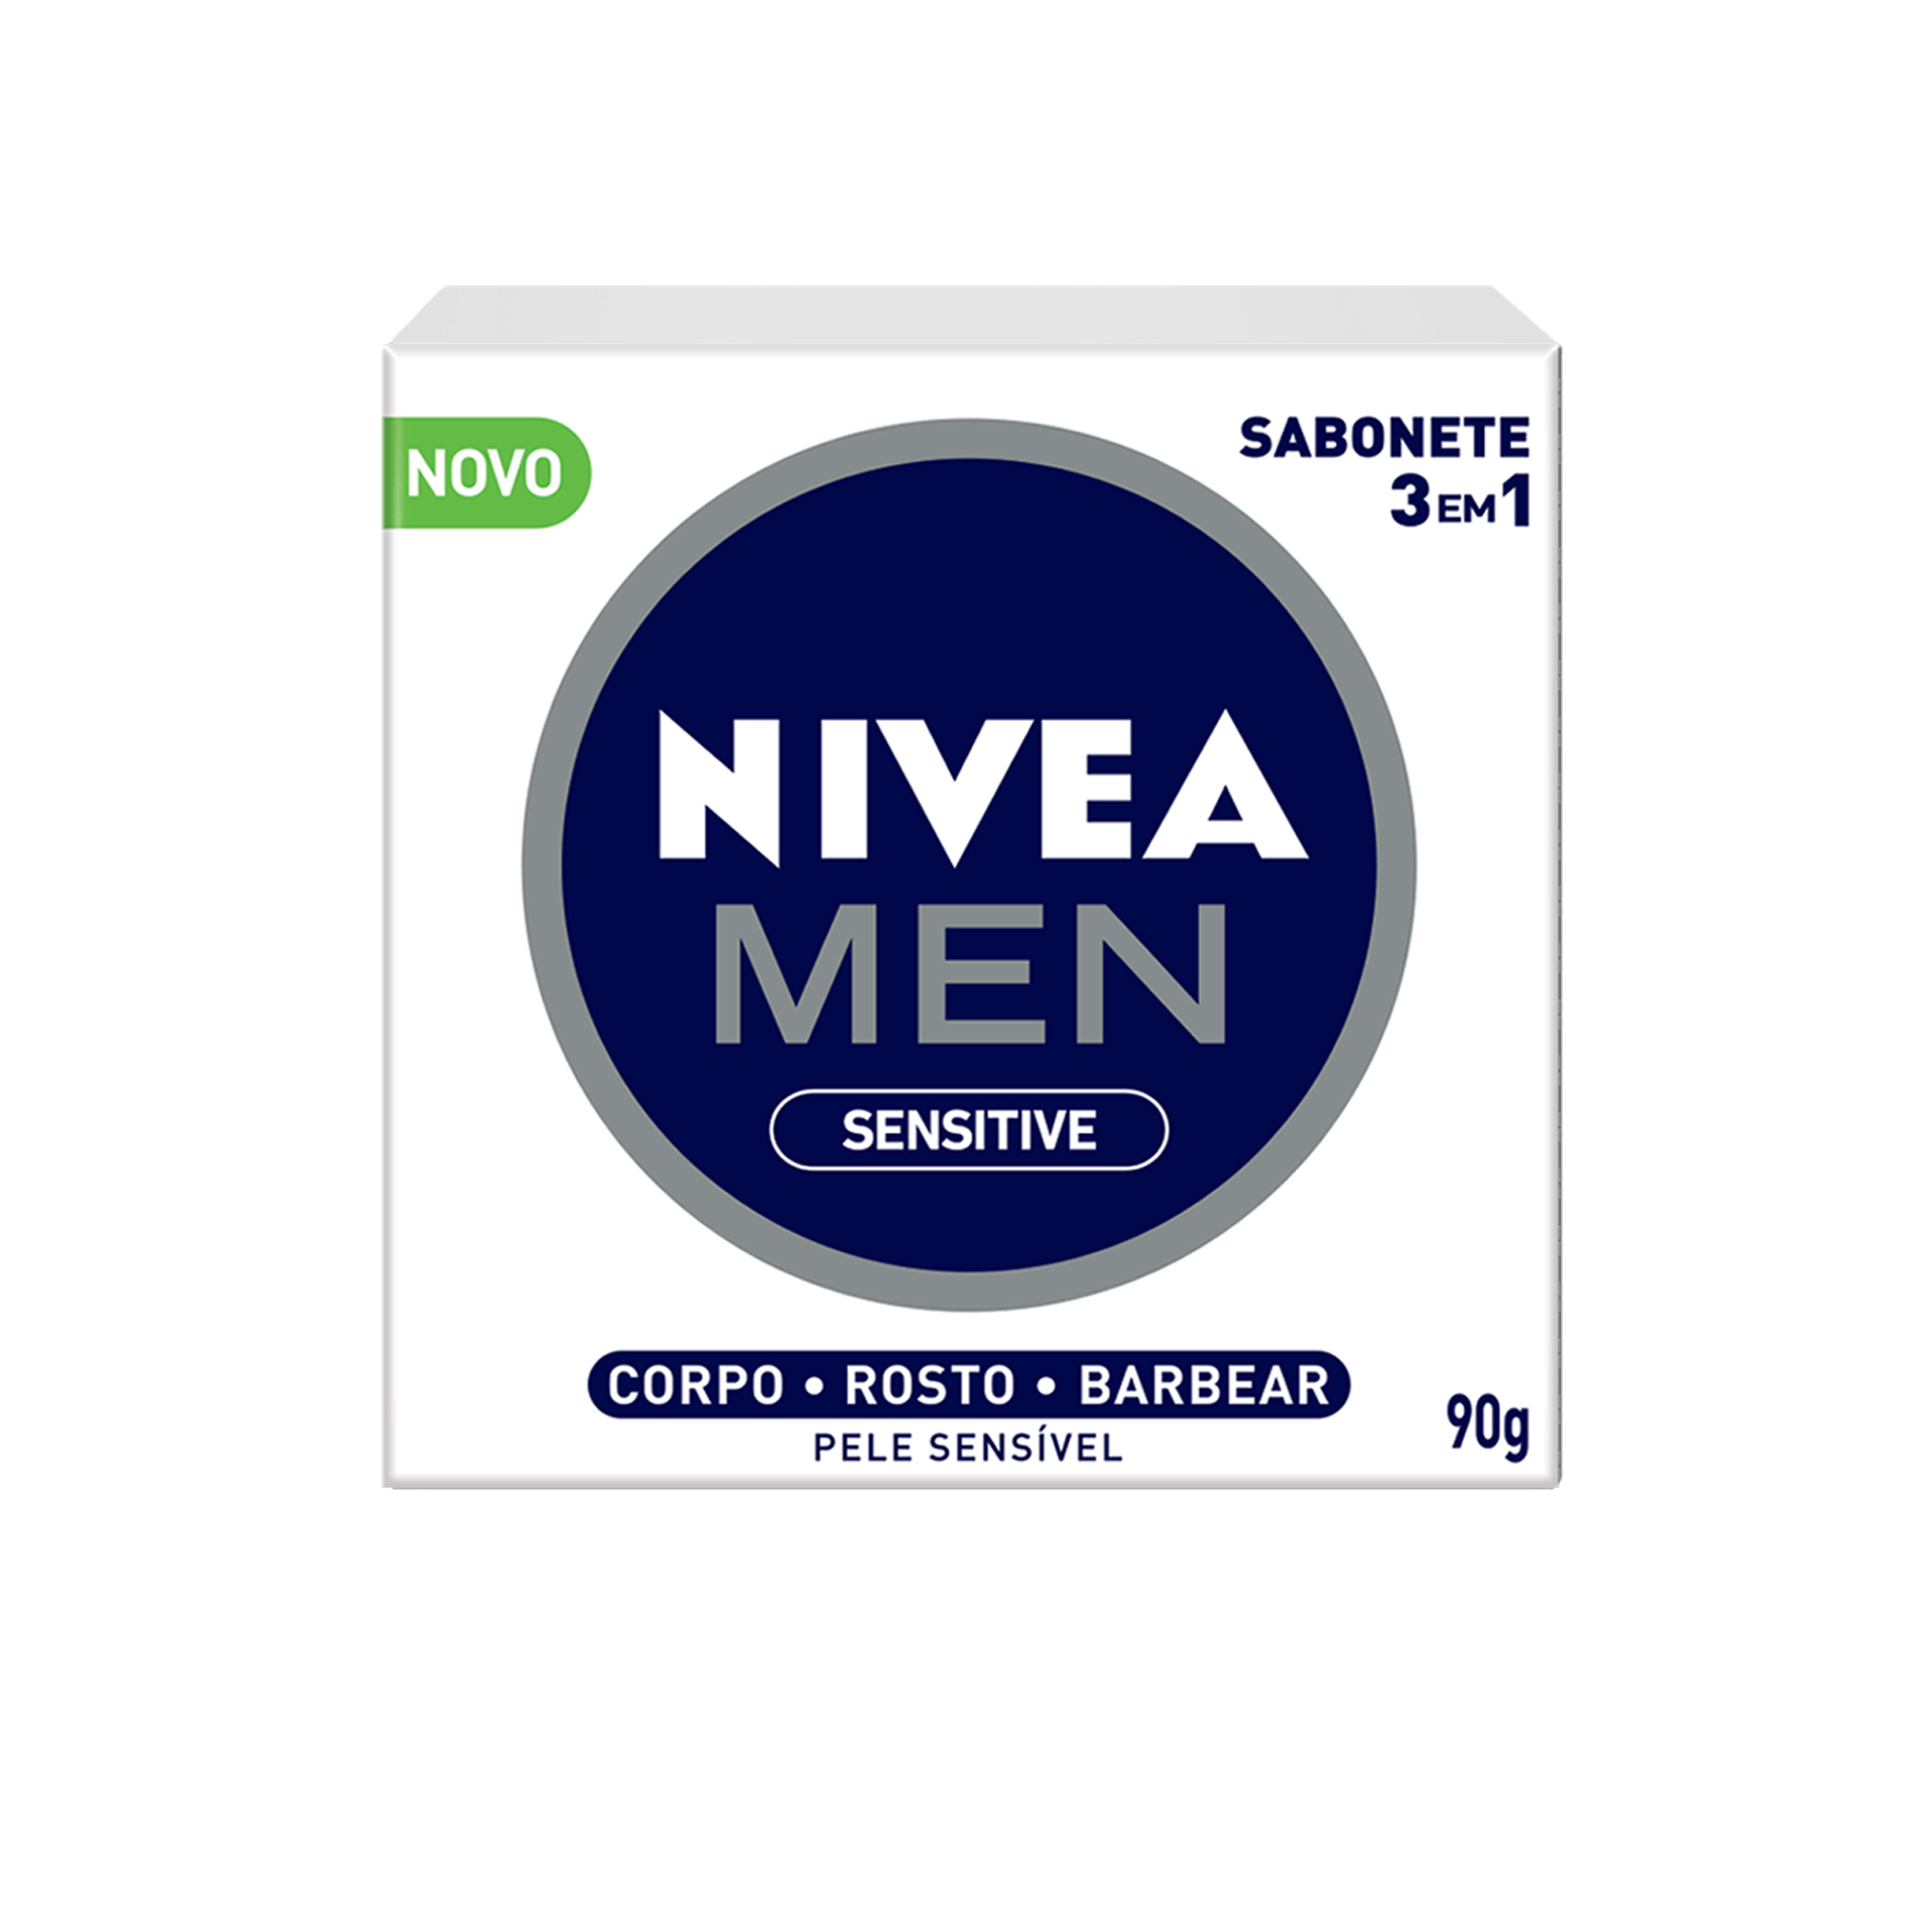 NOVO
SABONETE
3 EM 1
NIVEA
MEN
SENSITIVE
CORPO • ROSTO • BARBEAR
PELE SENSÍVEL
90g